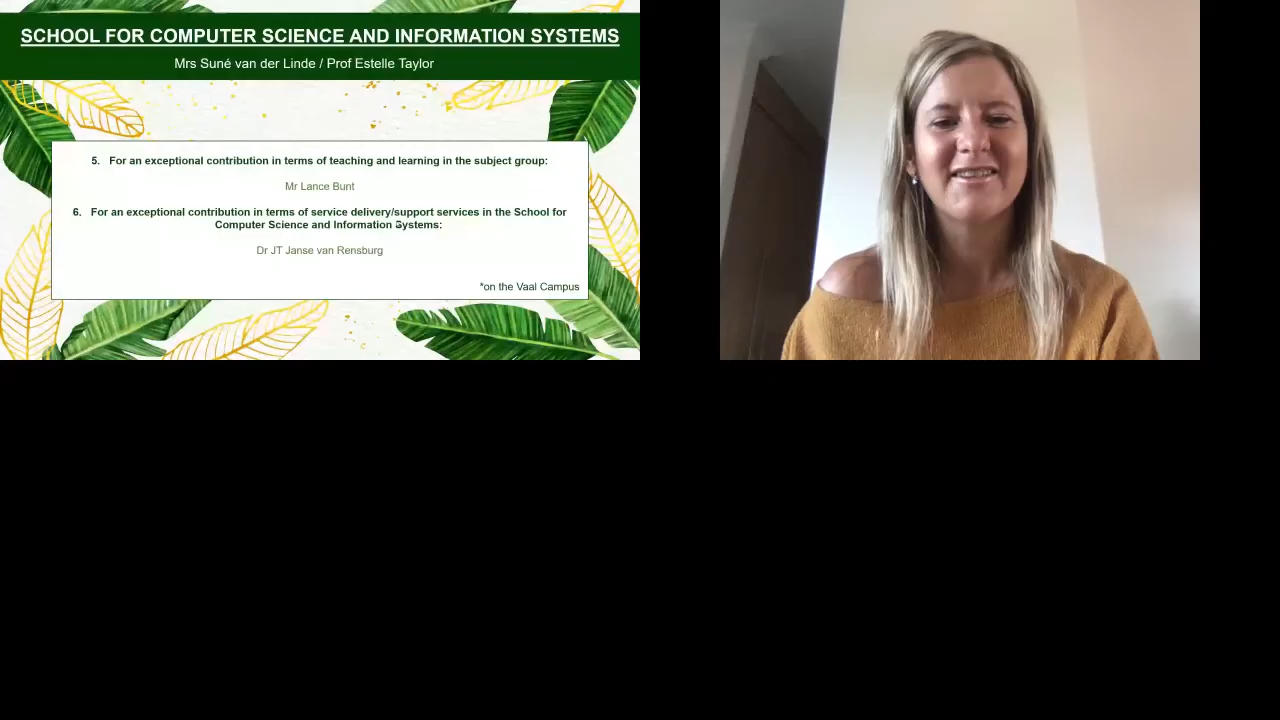 SCHOOL FOR COMPUTER SCIENCE AND INFORMATION SYSTEMS
Mrs Suné van der Linde / Prof Estelle Taylor
5. For an exceptional contribution in terms of teaching and learning in the subject group:
Mr Lance Bunt
6. For an exceptional contribution in terms of service delivery/support services in the School for
Computer Science and Information Systems:
Dr JT Janse van Rensburg
*on the Vaal Campus